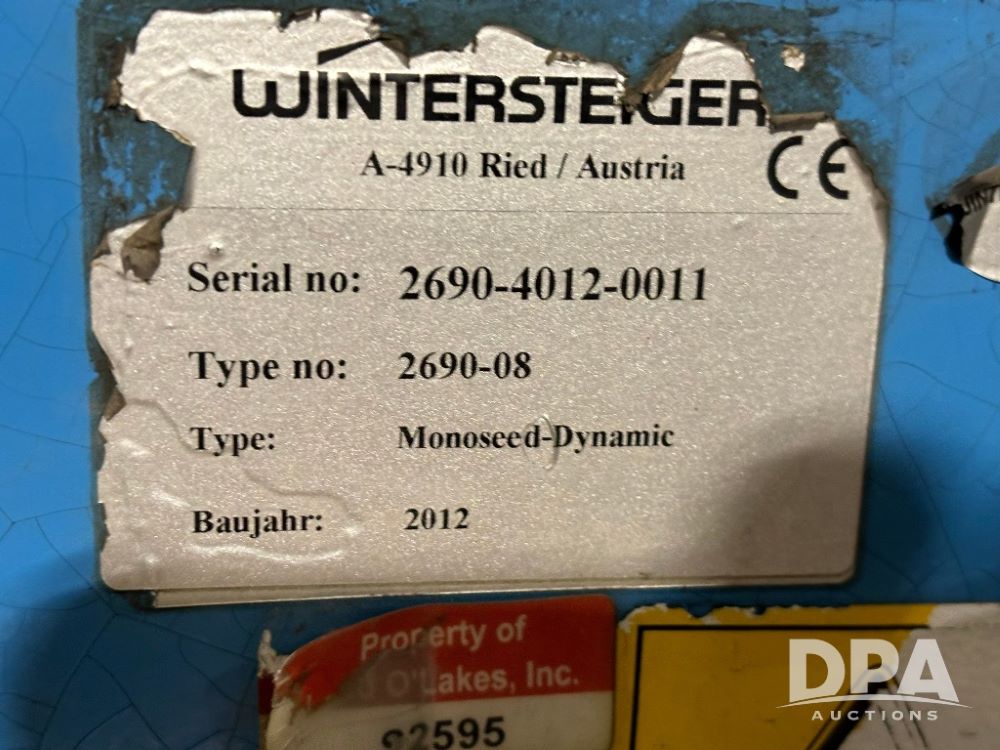 WINTERSTEIGER
A-4910 Ried / Austria
CE
Serial no: 2690-4012-0011
Type no: 2690-08
Type: Monoseed-Dynamic
Baujahr: 2012
Property of
O'Lakes, Inc.
2595
DPA
AUCTIONS